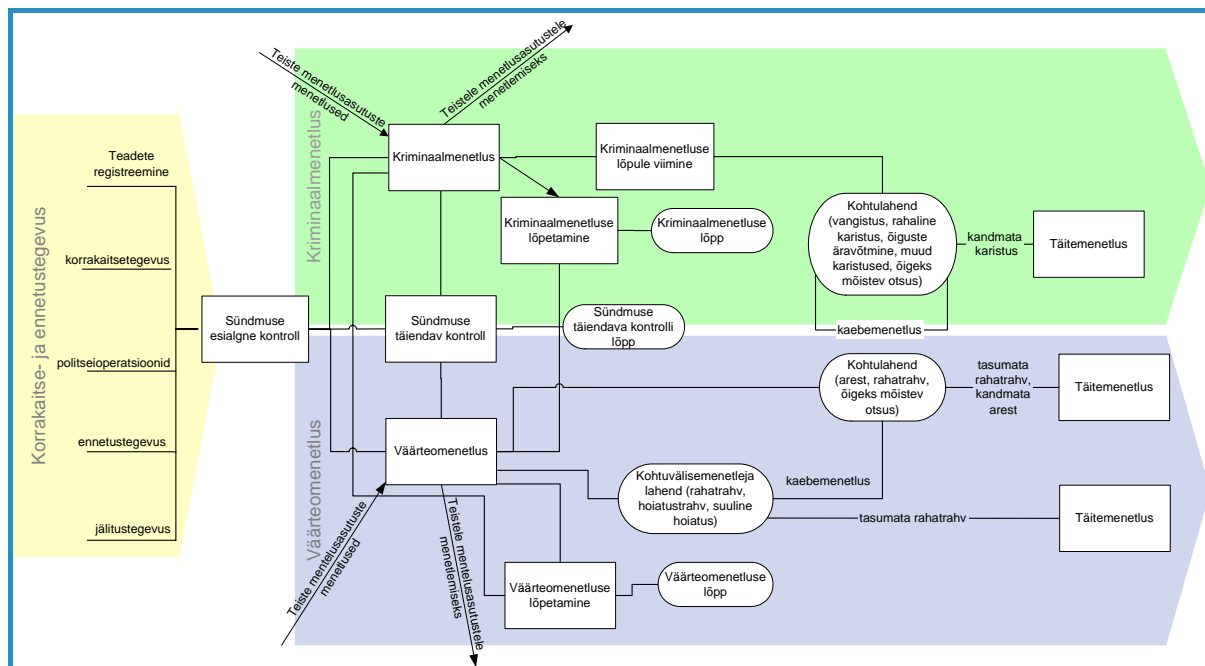 Korrakaitse- ja ennetustegevus
Teadete
registreemine
korrakaitsetegevus
politseioperatsioonid
ennetustegevus
jälitustegevus
Sündmuse
esialgne kontroll
Kriminaalmenetlus
Teiste menetlusasutuste
menetlused
Teistele menetlusasutustele
menetlemiseks
Kriminaalmenetlus
Kriminaalmenetluse
lõpule viimine
Kriminaalmenetluse
lõpetamine
Kriminaalmenetluse
lõpp
Kohtulahend
(vangistus, rahaline
karistus, õiguste
äravõtmine, muud
karistused, õigeks
mõistev otsus)
kandmata
karistus
Täitemenetlus
kaebemenetlus
Sündmuse
täiendav kontroll
Sündmuse
täiendava kontrolli
lõpp
Väärteomenetlus
Väärteomenetlus
Kohtulahend
(arest, rahatrahv,
õigeks mõistev
otsus)
tasumata
rahatrahv,
kandmata
arest
Täitemenetlus
Kohtuvälisemenetleja
lahend (rahatrahv,
hoiatustrahv, suuline
hoiatus)
kaebemenetlus
tasumata rahatrahv
Täitemenetlus
Teiste mentelusasutuste
menetlused
Teistele mentelusasutustele
menetlemiseks
Väärteomenetluse
lõpetamine
Väärteomenetluse
lõpp